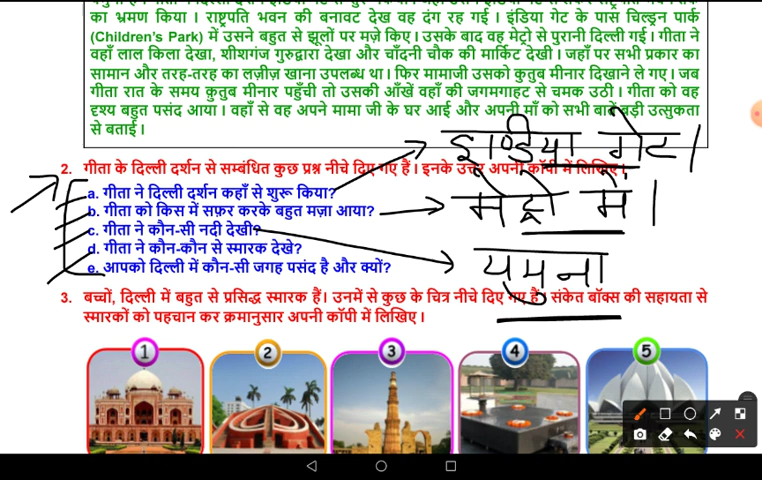 का भ्रमण किया । राष्ट्रपति भवन की बनावट देख वह दंग रह गई । इंडिया गेट के पास चिल्ड्रन पार्क
(Children's Park) में उसने बहुत से झूलों पर मज़े किए । उसके बाद वह मेट्रो से पुरानी दिल्ली गई । गीता ने
वहाँ लाल किला देखा, शीशगंज गुरुद्वारा देखा और चाँदनी चौक की मार्किट देखी । जहाँ पर सभी प्रकार का
सामान और तरह-तरह का लज़ीज़ खाना उपलब्ध था । फिर मामाजी उसको क़ुतुब मीनार दिखाने ले गए । जब
गीता रात के समय क़ुतुब मीनार पहुँची तो उसकी आँखें वहाँ की जगमगाहट से चमक उठी । गीता को वह
दृश्य बहुत पसंद आया । वहाँ से वह अपने मामा जी के घर आई और अपनी माँ को सभी बातें बड़ी उत्सुकता
से बताई ।
इण्डिया गेट ।
2. गीता के दिल्ली दर्शन से सम्बंधित कुछ प्रश्न नीचे दिए गए हैं । इनके उत्तर अपनी कॉपी में लिखिए ।
a. गीता ने दिल्ली दर्शन कहाँ से शुरू किया?
b. गीता को किस में सफ़र करके बहुत मज़ा आया?
मेट्रो में ।
c. गीता ने कौन-सी नदी देखी?
d. गीता ने कौन-कौन से स्मारक देखे?
यमुना
e. आपको दिल्ली में कौन-सी जगह पसंद है और क्यों?
3. बच्चों, दिल्ली में बहुत से प्रसिद्ध स्मारक हैं। उनमें से कुछ के चित्र नीचे दिए गए हैं। संकेत बॉक्स की सहायता से
स्मारकों को पहचान कर क्रमानुसार अपनी कॉपी में लिखिए ।
1 2 3 4 5